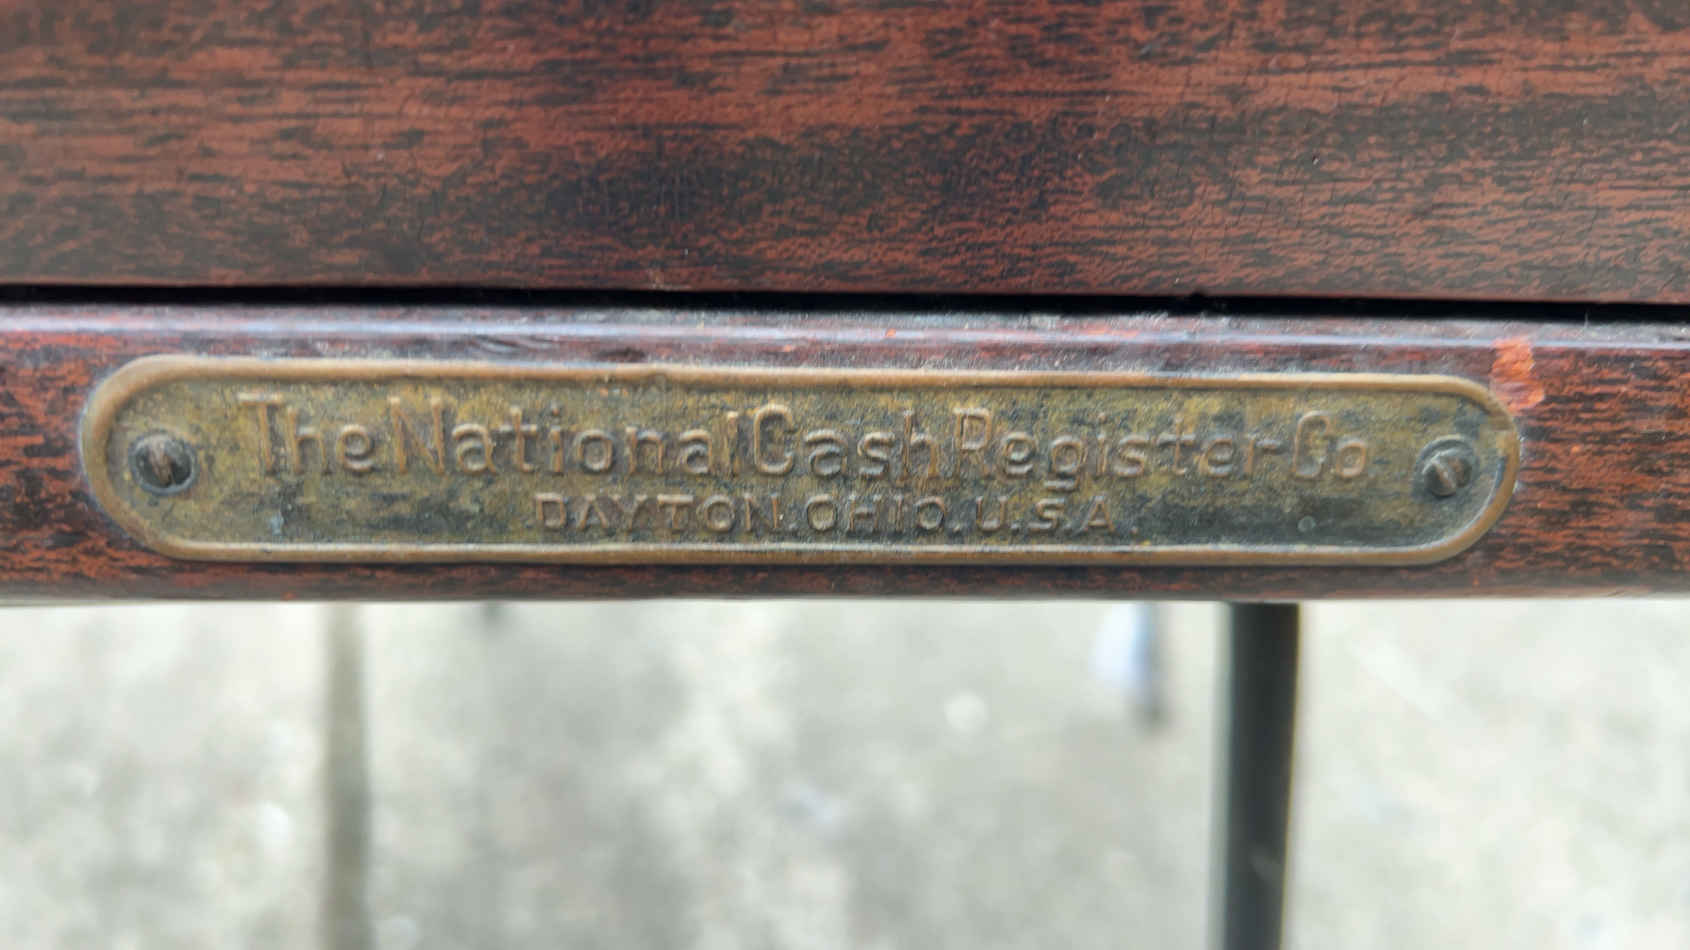 The National Cash Register Co
DAYTON.OHIO.U.S.A